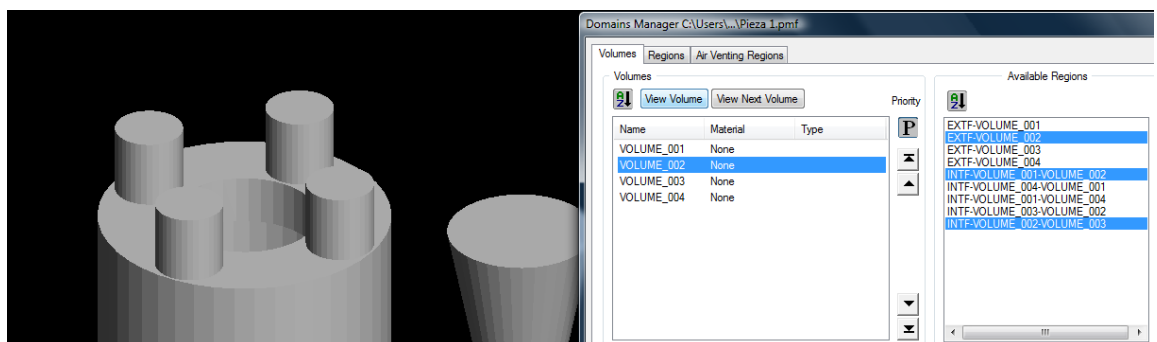 Domains Manager C:\Users\...\Pieza 1.pmf
Volumes Regions Air Venting Regions
Volumes
A Z View Volume View Next Volume Priority
P
Name Material Type
VOLUME_001 None
VOLUME_002 None
VOLUME_003 None
VOLUME_004 None
Available Regions
A Z
EXTF-VOLUME_001
EXTF-VOLUME_002
EXTF-VOLUME_003
EXTF-VOLUME_004
INTF-VOLUME_001-VOLUME_002
INTF-VOLUME_004-VOLUME_001
INTF-VOLUME_001-VOLUME_004
INTF-VOLUME_003-VOLUME_002
INTF-VOLUME_002-VOLUME_003